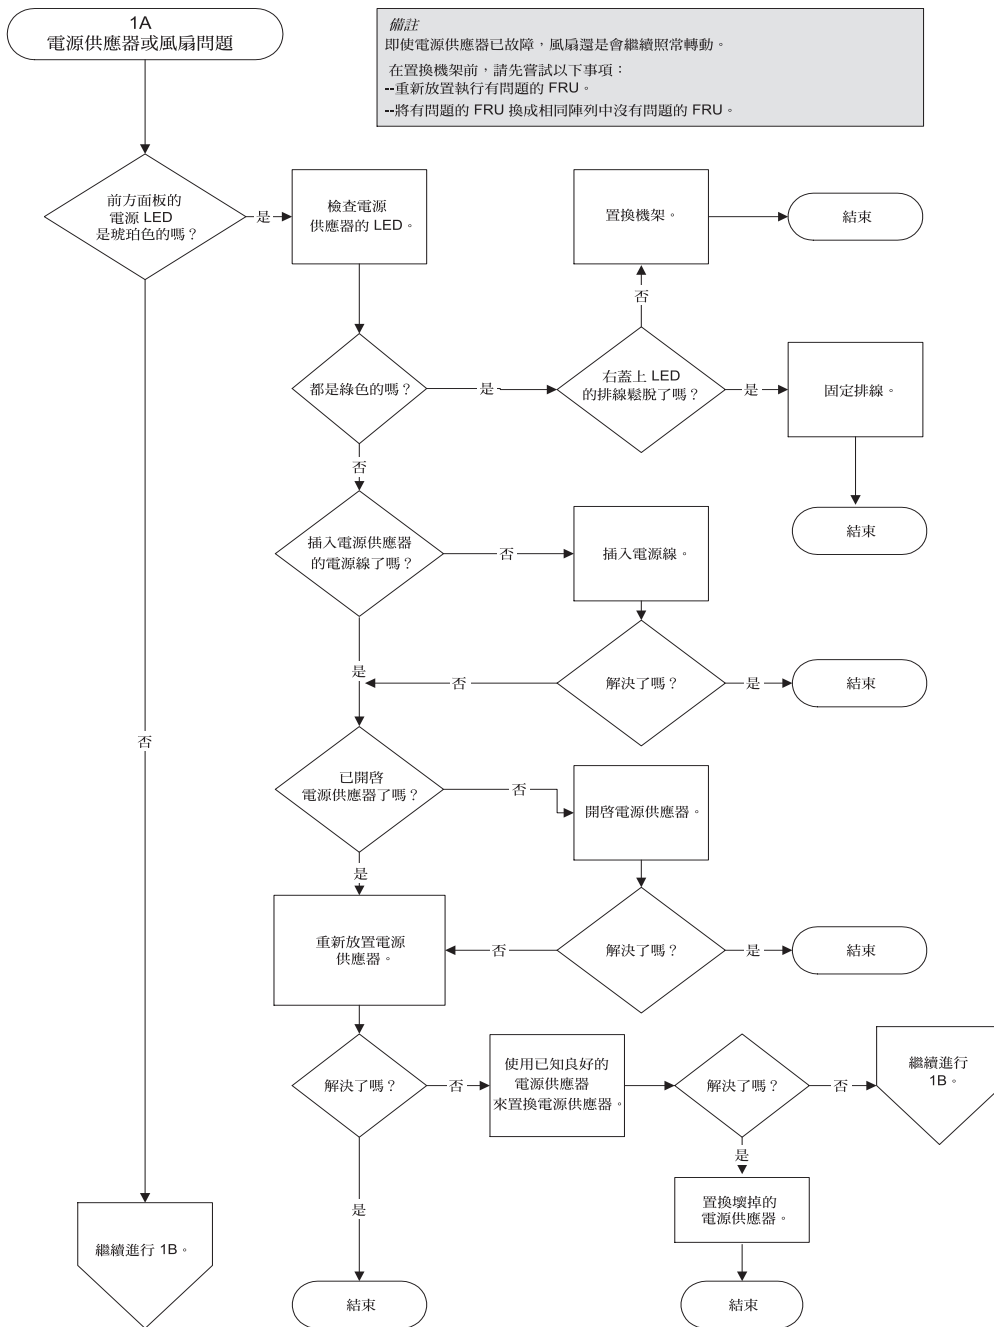 1A
電源供應器或風扇問題
備註
即使電源供應器已故障，風扇還是會繼續照常轉動。
在置換機架前，請先嘗試以下事項：
--重新放置執行有問題的 FRU。
--將有問題的 FRU 換成相同陣列中沒有問題的 FRU。
前方面板的
電源 LED
是琥珀色的嗎？
是
檢查電源
供應器的 LED。
置換機架。
結束
否
都是綠色的嗎？
是
右蓋上 LED
的排線鬆脫了嗎？
是
固定排線。
否
結束
插入電源供應器
的電源線了嗎？
否
插入電源線。
是
否
解決了嗎？
是
結束
否
已開啓
電源供應器了嗎？
否
開啓電源供應器。
是
重新放置電源
供應器。
否
解決了嗎？
是
結束
解決了嗎？
否
使用已知良好的
電源供應器
來置換電源供應器。
解決了嗎？
否
繼續進行
1B。
是
是
置換壞掉的
電源供應器。
繼續進行 1B。
結束
結束